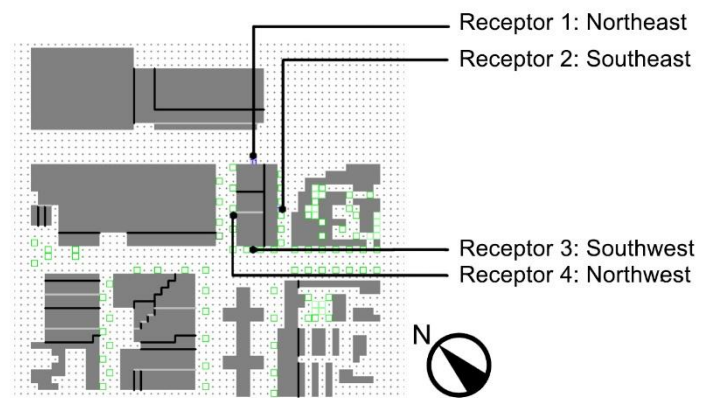 Receptor 1: Northeast
Receptor 2: Southeast
Receptor 3: Southwest
Receptor 4: Northwest
N